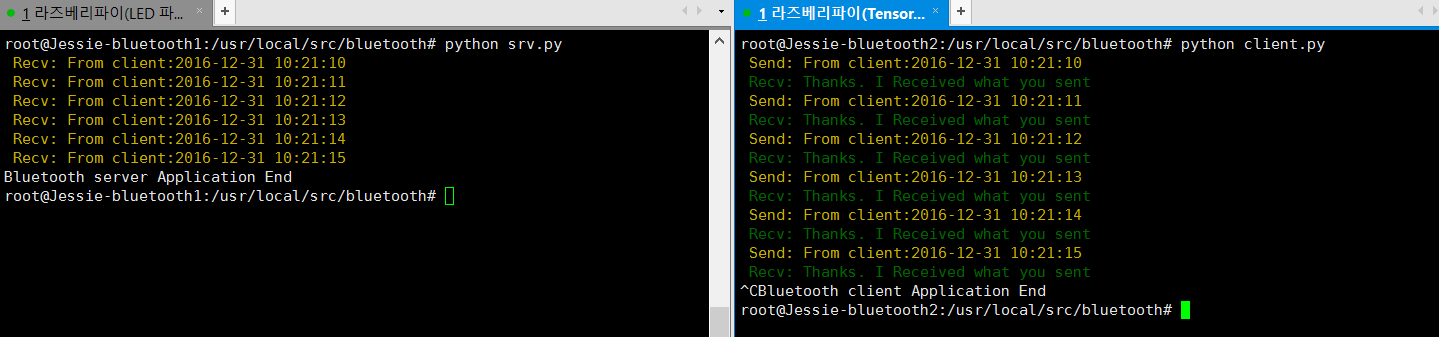 1 라즈베리파이(LED 파...
root@Jessie-bluetooth1:/usr/local/src/bluetooth# python srv.py
Recv: From client:2016-12-31 10:21:10
Recv: From client:2016-12-31 10:21:11
Recv: From client:2016-12-31 10:21:12
Recv: From client:2016-12-31 10:21:13
Recv: From client:2016-12-31 10:21:14
Recv: From client:2016-12-31 10:21:15
Bluetooth server Application End
root@Jessie-bluetooth1:/usr/local/src/bluetooth#
1 라즈베리파이(Tensor...
root@Jessie-bluetooth2:/usr/local/src/bluetooth# python client.py
Send: From client:2016-12-31 10:21:10
Recv: Thanks. I Received what you sent
Send: From client:2016-12-31 10:21:11
Recv: Thanks. I Received what you sent
Send: From client:2016-12-31 10:21:12
Recv: Thanks. I Received what you sent
Send: From client:2016-12-31 10:21:13
Recv: Thanks. I Received what you sent
Send: From client:2016-12-31 10:21:14
Recv: Thanks. I Received what you sent
Send: From client:2016-12-31 10:21:15
Recv: Thanks. I Received what you sent
^CBluetooth client Application End
root@Jessie-bluetooth2:/usr/local/src/bluetooth#